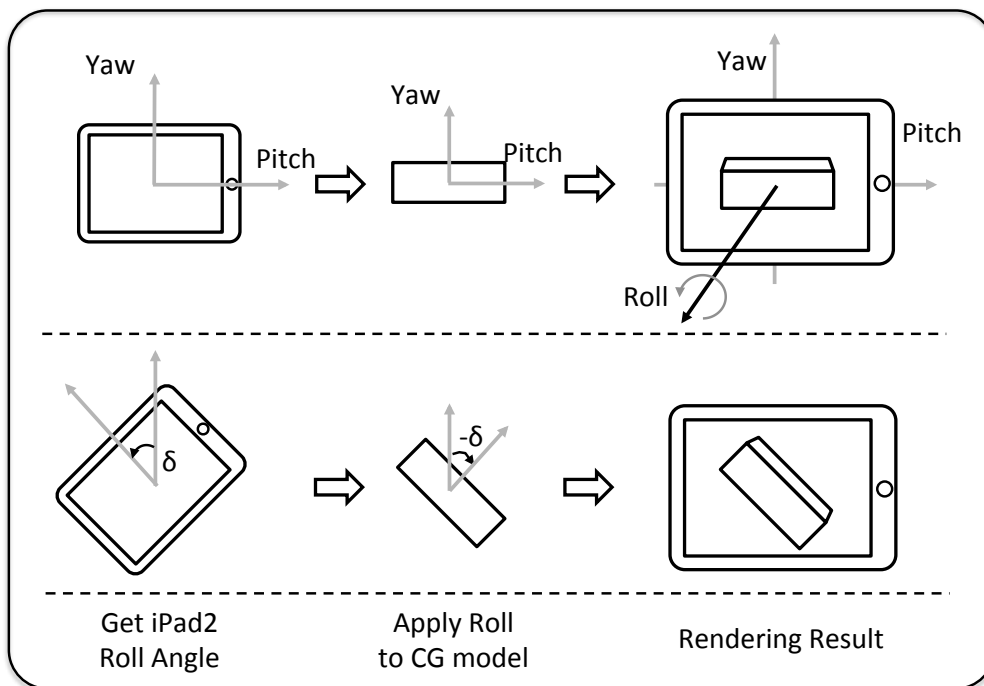 Yaw
Pitch
Yaw
Pitch
Yaw
Pitch
Roll
δ
-δ
Get iPad2
Roll Angle
Apply Roll
to CG model
Rendering Result